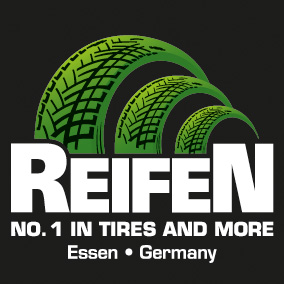 REIFEN
NO. 1 IN TIRES AND MORE
Essen • Germany